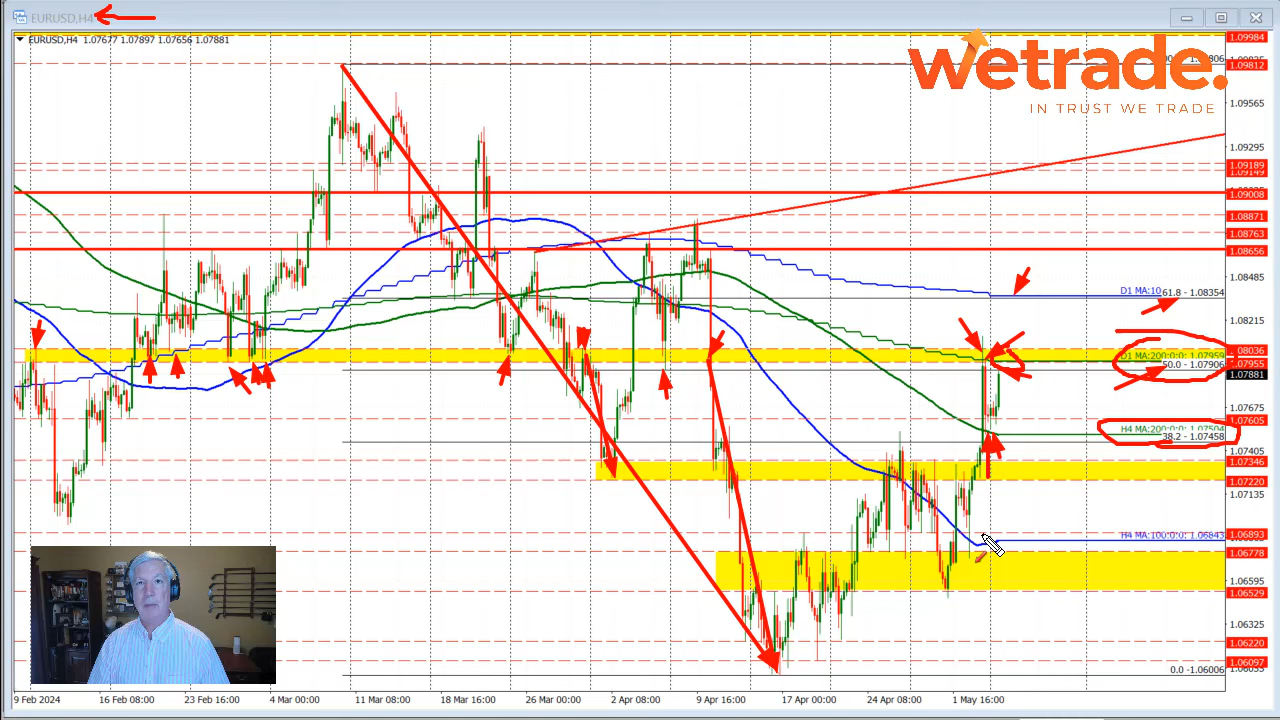 EURUSD,H4
EURUSD,H4 1.07677 1.07897 1.07656 1.07881
wetrade.
IN TRUST WE TRADE
1.09984
1.09812
1.09565
1.09295
1.09189
1.09149
1.09008
1.08871
1.08763
1.08656
1.08485
D1 MA:10
61.8 - 1.08354
1.08215
1.08036
D1 MA:200:0:0: 1.07959
1.07955
50.0 - 1.07906
1.07881
1.07675
1.07605
H4 MA:200:0:0: 1.07504
38.2 - 1.07458
1.07405
1.07346
1.07220
1.07135
H4 MA:100:0:0: 1.06843
1.06893
1.06778
1.06595
1.06529
1.06325
1.06220
1.06097
0.0 - 1.06006
9 Feb 2024 16 Feb 08:00 23 Feb 16:00 4 Mar 00:00 11 Mar 08:00 18 Mar 16:00 26 Mar 00:00 2 Apr 08:00 9 Apr 16:00 17 Apr 00:00 24 Apr 08:00 1 May 16:00